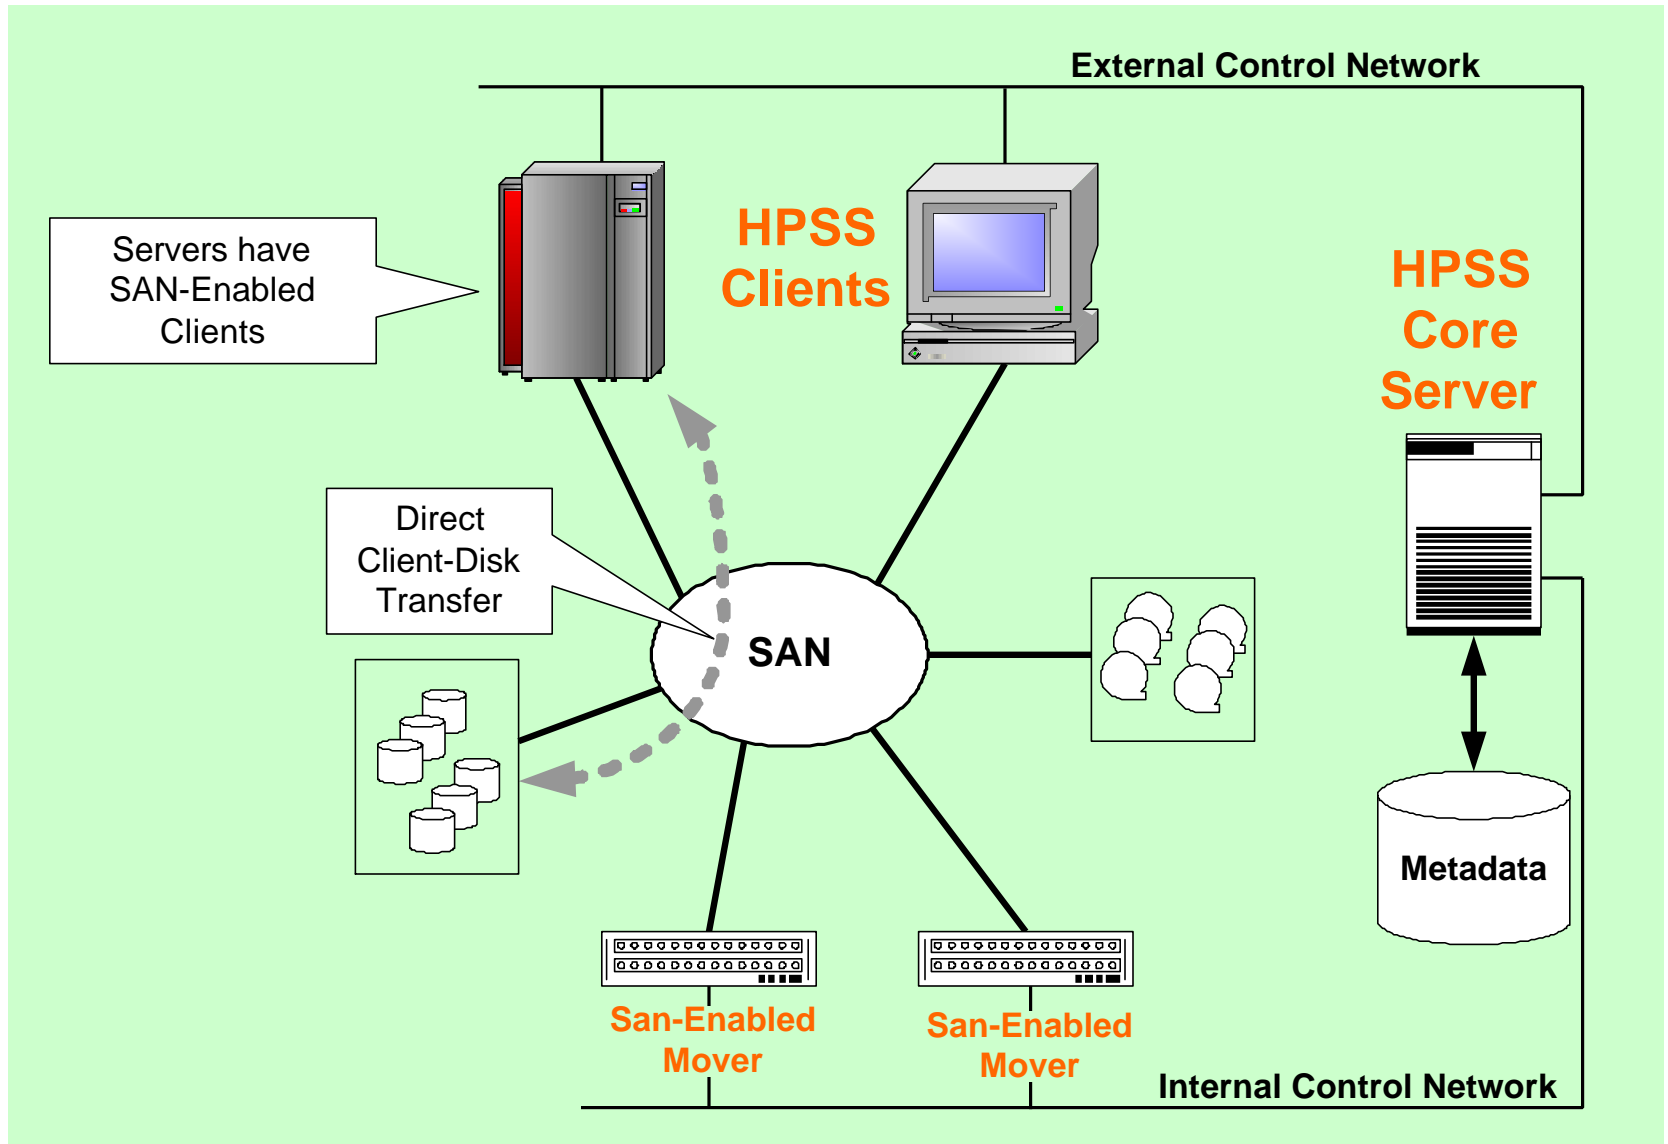 External Control Network
Servers have
SAN-Enabled
Clients
HPSS
Clients
HPSS
Core
Server
Direct
Client-Disk
Transfer
SAN
Metadata
San-Enabled
Mover
San-Enabled
Mover
Internal Control Network